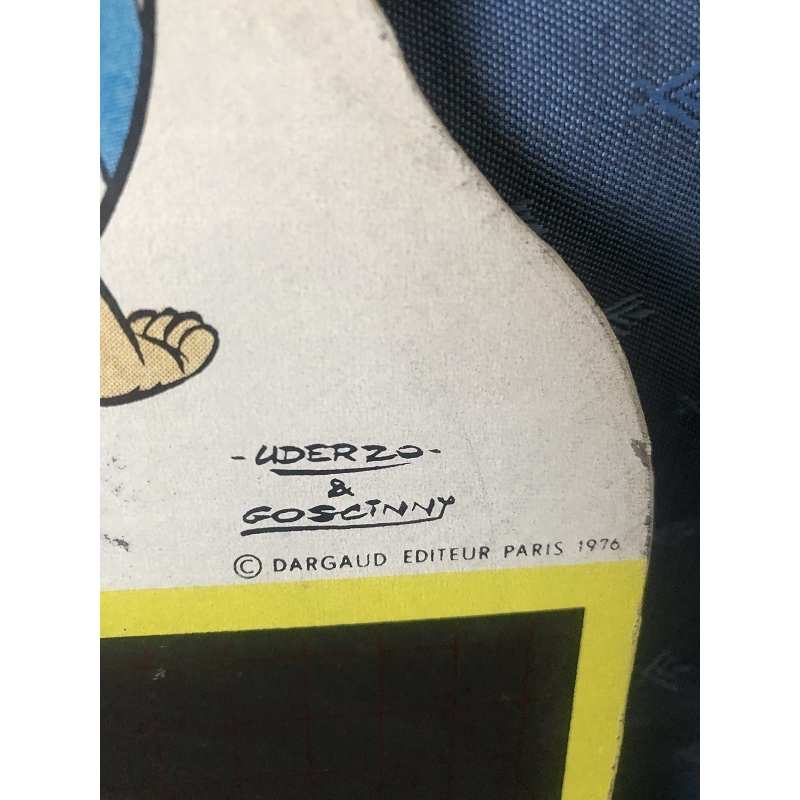 -UDERZO-
&
GOSCINNY
© DARGAUD EDITEUR PARIS 1976